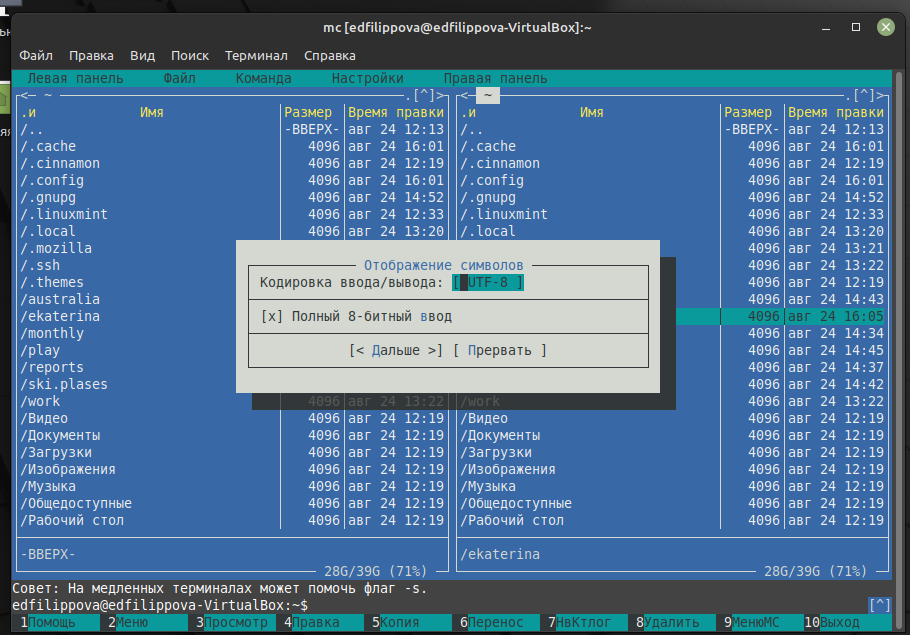 mc [edfilippova@edfilippova-VirtualBox]:~
Файл Правка Вид Поиск Терминал Справка
Левая панель Файл Команда Настройки Правая панель
<─ ~ .[^]> <─ ~ .[^]>
.и Имя Размер Время правки .и Имя Размер Время правки
/.. -ВВЕРХ- авг 24 12:13 /.. -ВВЕРХ- авг 24 12:13
/.cache 4096 авг 24 16:01 /.cache 4096 авг 24 16:01
/.cinnamon 4096 авг 24 12:19 /.cinnamon 4096 авг 24 12:19
/.config 4096 авг 24 16:01 /.config 4096 авг 24 16:01
/.gnupg 4096 авг 24 14:52 /.gnupg 4096 авг 24 14:52
/.linuxmint 4096 авг 24 12:33 /.linuxmint 4096 авг 24 12:33
/.local 4096 авг 24 13:20 /.local 4096 авг 24 13:20
/.mozilla 4096 авг 24 13:21
/.ssh Отображение символов 4096 авг 24 13:22
/.themes Кодировка ввода/вывода: [ UTF-8 ] 4096 авг 24 12:19
/australia 4096 авг 24 14:43
/ekaterina [x] Полный 8-битный ввод 4096 авг 24 16:05
/monthly 4096 авг 24 14:34
/play [< Дальше >] [ Прервать ] 4096 авг 24 14:45
/reports 4096 авг 24 14:37
/ski.plases 4096 авг 24 14:42
/work 4096 авг 24 13:22 /work 4096 авг 24 13:22
/Видео 4096 авг 24 12:19 /Видео 4096 авг 24 12:19
/Документы 4096 авг 24 12:19 /Документы 4096 авг 24 12:19
/Загрузки 4096 авг 24 12:19 /Загрузки 4096 авг 24 12:19
/Изображения 4096 авг 24 12:19 /Изображения 4096 авг 24 12:19
/Музыка 4096 авг 24 12:19 /Музыка 4096 авг 24 12:19
/Общедоступные 4096 авг 24 12:19 /Общедоступные 4096 авг 24 12:19
/Рабочий стол 4096 авг 24 12:19 /Рабочий стол 4096 авг 24 12:19
-ВВЕРХ- /ekaterina
28G/39G (71%) 28G/39G (71%)
Совет: На медленных терминалах может помочь флаг -s.
edfilippova@edfilippova-VirtualBox:~$ [^]
1Помощь 2Меню 3Просмотр 4Правка 5Копия 6Перенос 7НвКтлог 8Удалить 9МенюМС 10Выход